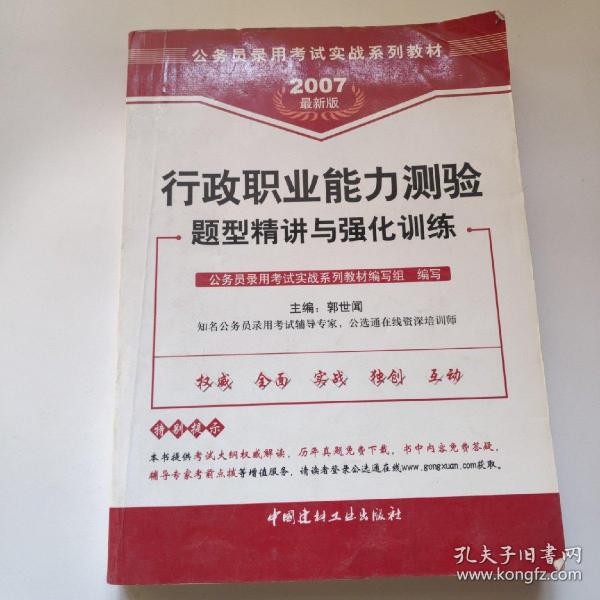 公务员录用考试实战系列教材
2007
最新版
行政职业能力测验
题型精讲与强化训练
公务员录用考试实战系列教材编写组 编写
主编：郭世闻
知名公务员录用考试辅导专家，公选通在线资深培训师
权威 全面 实战 独创 互动
特别提示
本书提供考试大纲权威解读，历年真题免费下载，书中内容免费答疑，
辅导专家考前点拨等增值服务，请读者登录公选通在线www.gongxuan.com获取。
中国建材工业出版社
孔夫子旧书网
www.kongfz.com